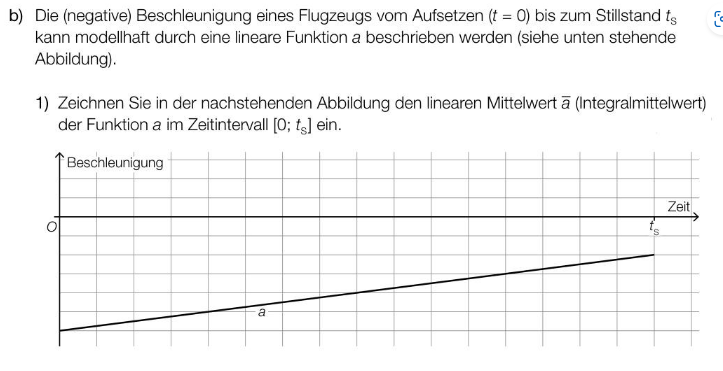 b) Die (negative) Beschleunigung eines Flugzeugs vom Aufsetzen (t = 0) bis zum Stillstand tₛ
kann modellhaft durch eine lineare Funktion a beschrieben werden (siehe unten stehende
Abbildung).
1) Zeichnen Sie in der nachstehenden Abbildung den linearen Mittelwert a̅ (Integralmittelwert)
der Funktion a im Zeitintervall [0; tₛ] ein.
Beschleunigung
Zeit
O
tₛ
a